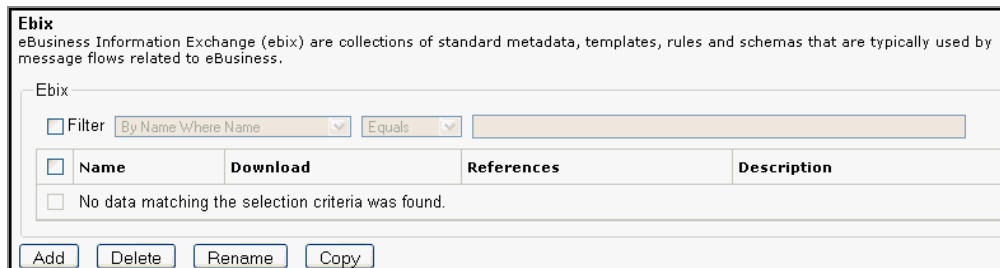 Ebix
eBusiness Information Exchange (ebix) are collections of standard metadata, templates, rules and schemas that are typically used by
message flows related to eBusiness.
Ebix
Filter By Name Where Name Equals
Name Download References Description
No data matching the selection criteria was found.
Add Delete Rename Copy